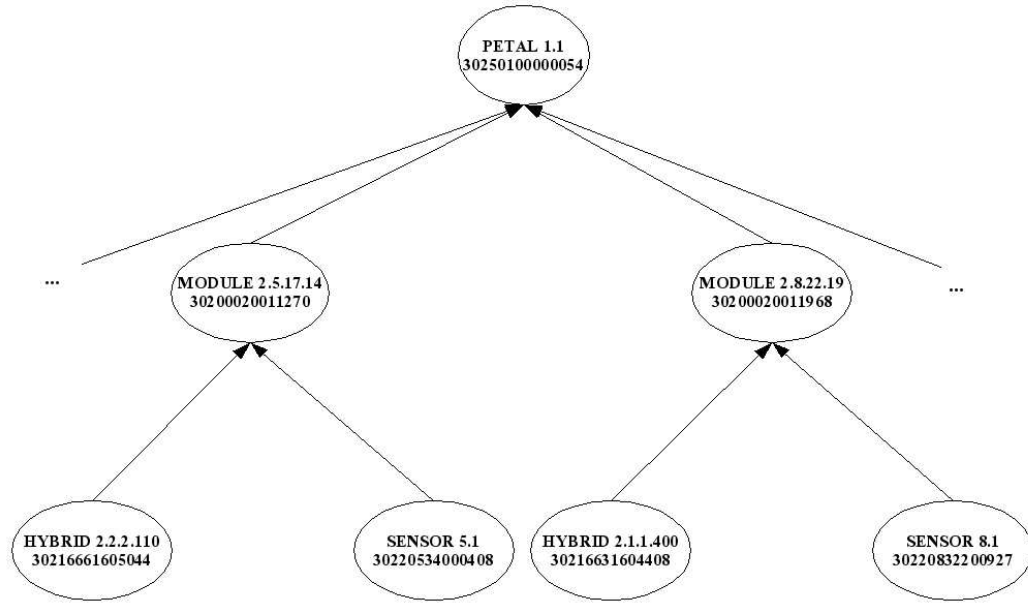 PETAL 1.1
30250100000054
...
MODULE 2.5.17.14
30200020011270
MODULE 2.8.22.19
30200020011968
...
HYBRID 2.2.2.110
30216661605044
SENSOR 5.1
30220534000408
HYBRID 2.1.1.400
30216631604408
SENSOR 8.1
30220832200927